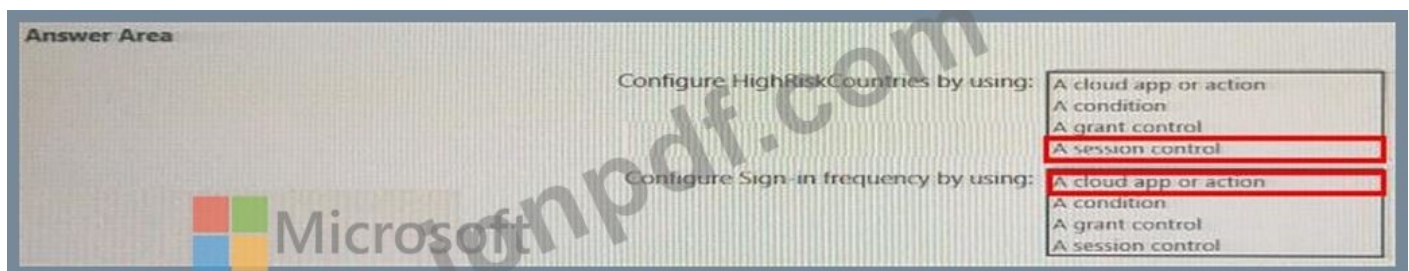 Answer Area
Configure HighRiskCountries by using:
A cloud app or action
A condition
A grant control
A session control
Configure Sign-in frequency by using:
A cloud app or action
A condition
A grant control
A session control
Microsoft